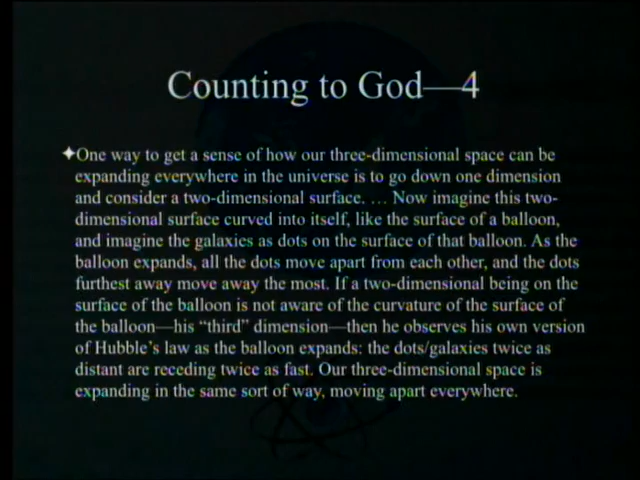 Counting to God—4
✦One way to get a sense of how our three-dimensional space can be
expanding everywhere in the universe is to go down one dimension
and consider a two-dimensional surface. … Now imagine this two-
dimensional surface curved into itself, like the surface of a balloon,
and imagine the galaxies as dots on the surface of that balloon. As the
balloon expands, all the dots move apart from each other, and the dots
furthest away move away the most. If a two-dimensional being on the
surface of the balloon is not aware of the curvature of the surface of
the balloon—his “third” dimension—then he observes his own version
of Hubble’s law as the balloon expands: the dots/galaxies twice as
distant are receding twice as fast. Our three-dimensional space is
expanding in the same sort of way, moving apart everywhere.